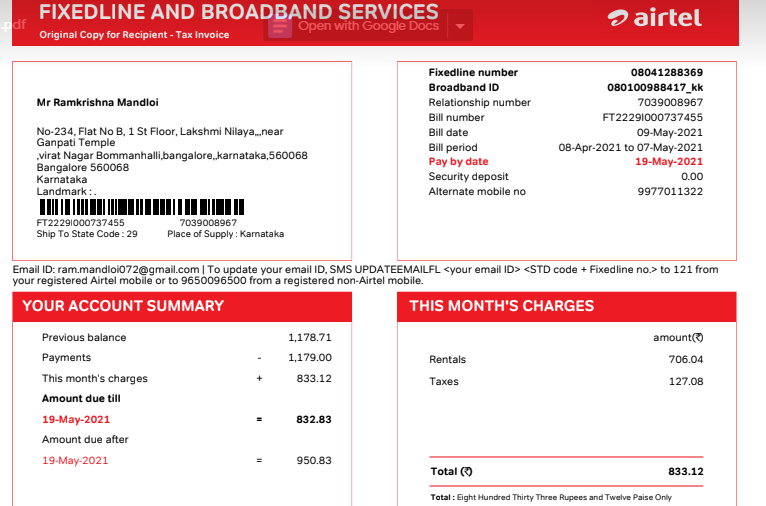 FIXEDLINE AND BROADBAND SERVICES
.pdf
Open with Google Docs
Original Copy for Recipient - Tax Invoice
airtel
Mr Ramkrishna Mandloi
No-234, Flat No B, 1 St Floor, Lakshmi Nilaya,,,near
Ganpati Temple
,virat Nagar Bommanhalli,bangalore,,karnataka,560068
Bangalore 560068
Karnataka
Landmark : .
FT2229I000737455 7039008967
Ship To State Code : 29 Place of Supply : Karnataka
Fixedline number 08041288369
Broadband ID 080100988417_kk
Relationship number 7039008967
Bill number FT2229I000737455
Bill date 09-May-2021
Bill period 08-Apr-2021 to 07-May-2021
Pay by date 19-May-2021
Security deposit 0.00
Alternate mobile no 9977011322
Email ID: ram.mandloi072@gmail.com | To update your email ID, SMS UPDATEEMAILFL <your email ID> <STD code + Fixedline no.> to 121 from
your registered Airtel mobile or to 9650096500 from a registered non-Airtel mobile.
YOUR ACCOUNT SUMMARY
Previous balance 1,178.71
Payments - 1,179.00
This month's charges + 833.12
Amount due till
19-May-2021 = 832.83
Amount due after
19-May-2021 = 950.83
THIS MONTH'S CHARGES
amount(₹)
Rentals 706.04
Taxes 127.08
Total (₹) 833.12
Total : Eight Hundred Thirty Three Rupees and Twelve Paise Only